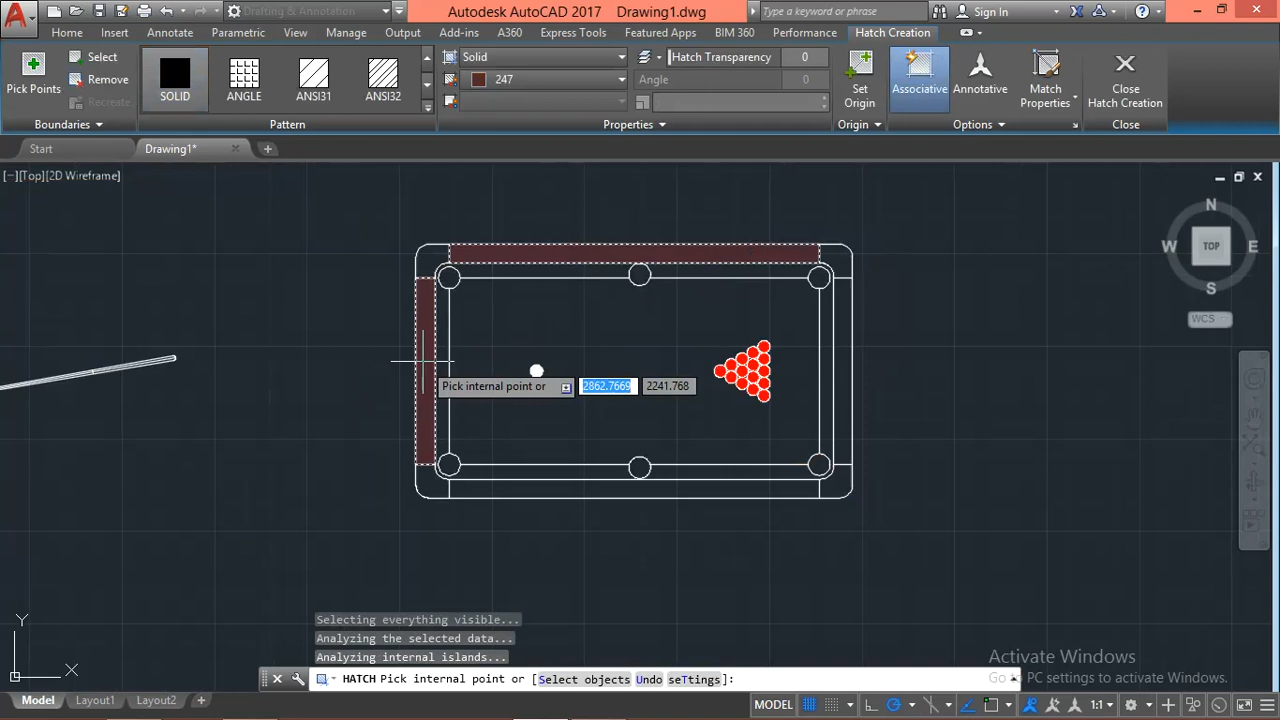 Drafting & Annotation
Autodesk AutoCAD 2017 Drawing1.dwg
Type a keyword or phrase
Sign In
Home Insert Annotate Parametric View Manage Output Add-ins A360 Express Tools Featured Apps BIM 360 Performance Hatch Creation
Pick Points
Select
Remove
Recreate
Boundaries
SOLID ANGLE ANSI31 ANSI32
Pattern
Solid
247
Hatch Transparency 0
Angle 0
Properties
Set Origin
Origin
Associative Annotative Match Properties
Options
Close Hatch Creation
Close
Start Drawing1*
[−][Top][2D Wireframe]
N
W TOP E
S
WCS
Pick internal point or 2862.7669 2241.768
Y
X
Selecting everything visible...
Analyzing the selected data...
Analyzing internal islands...
HATCH Pick internal point or [Select objects Undo seTtings]:
Activate Windows
Go to PC settings to activate Windows.
Model Layout1 Layout2 +
MODEL 1:1